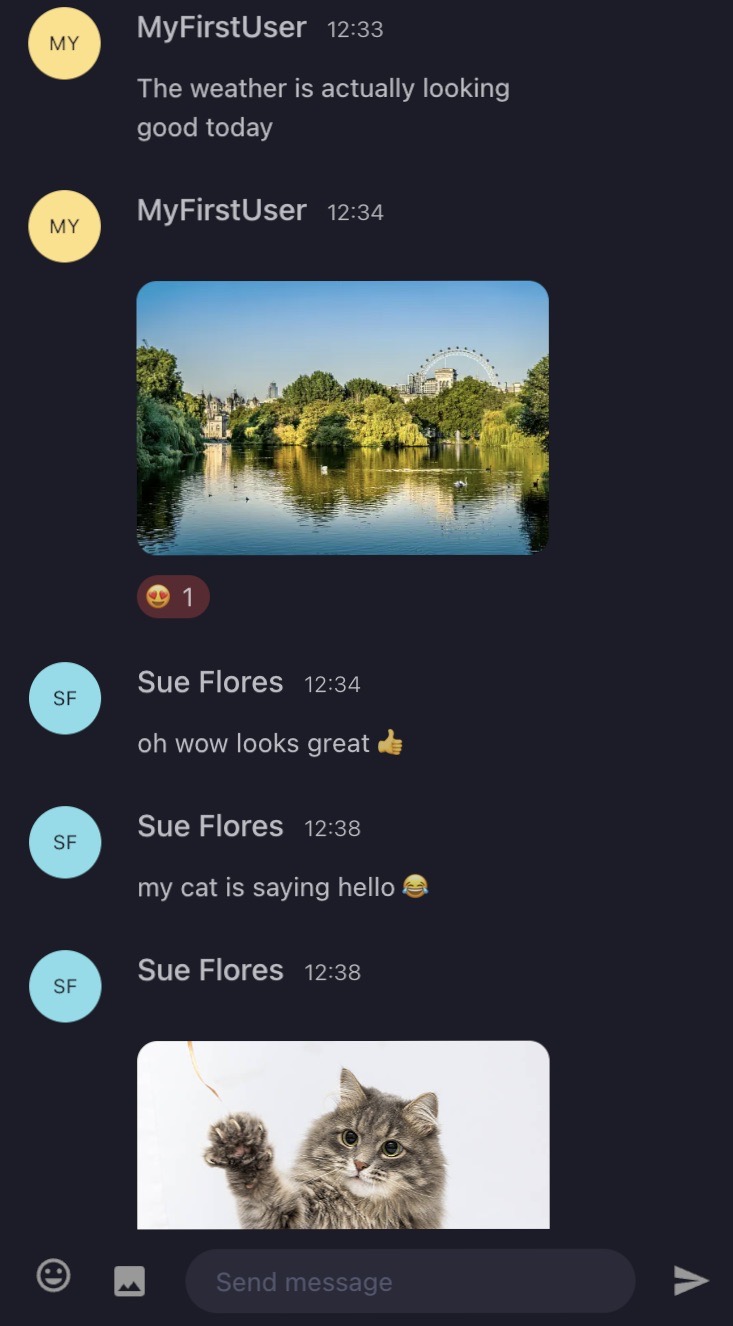 MY
MyFirstUser 12:33
The weather is actually looking
good today
MY
MyFirstUser 12:34
😍 1
SF
Sue Flores 12:34
oh wow looks great 👍
SF
Sue Flores 12:38
my cat is saying hello 😂
SF
Sue Flores 12:38
Send message